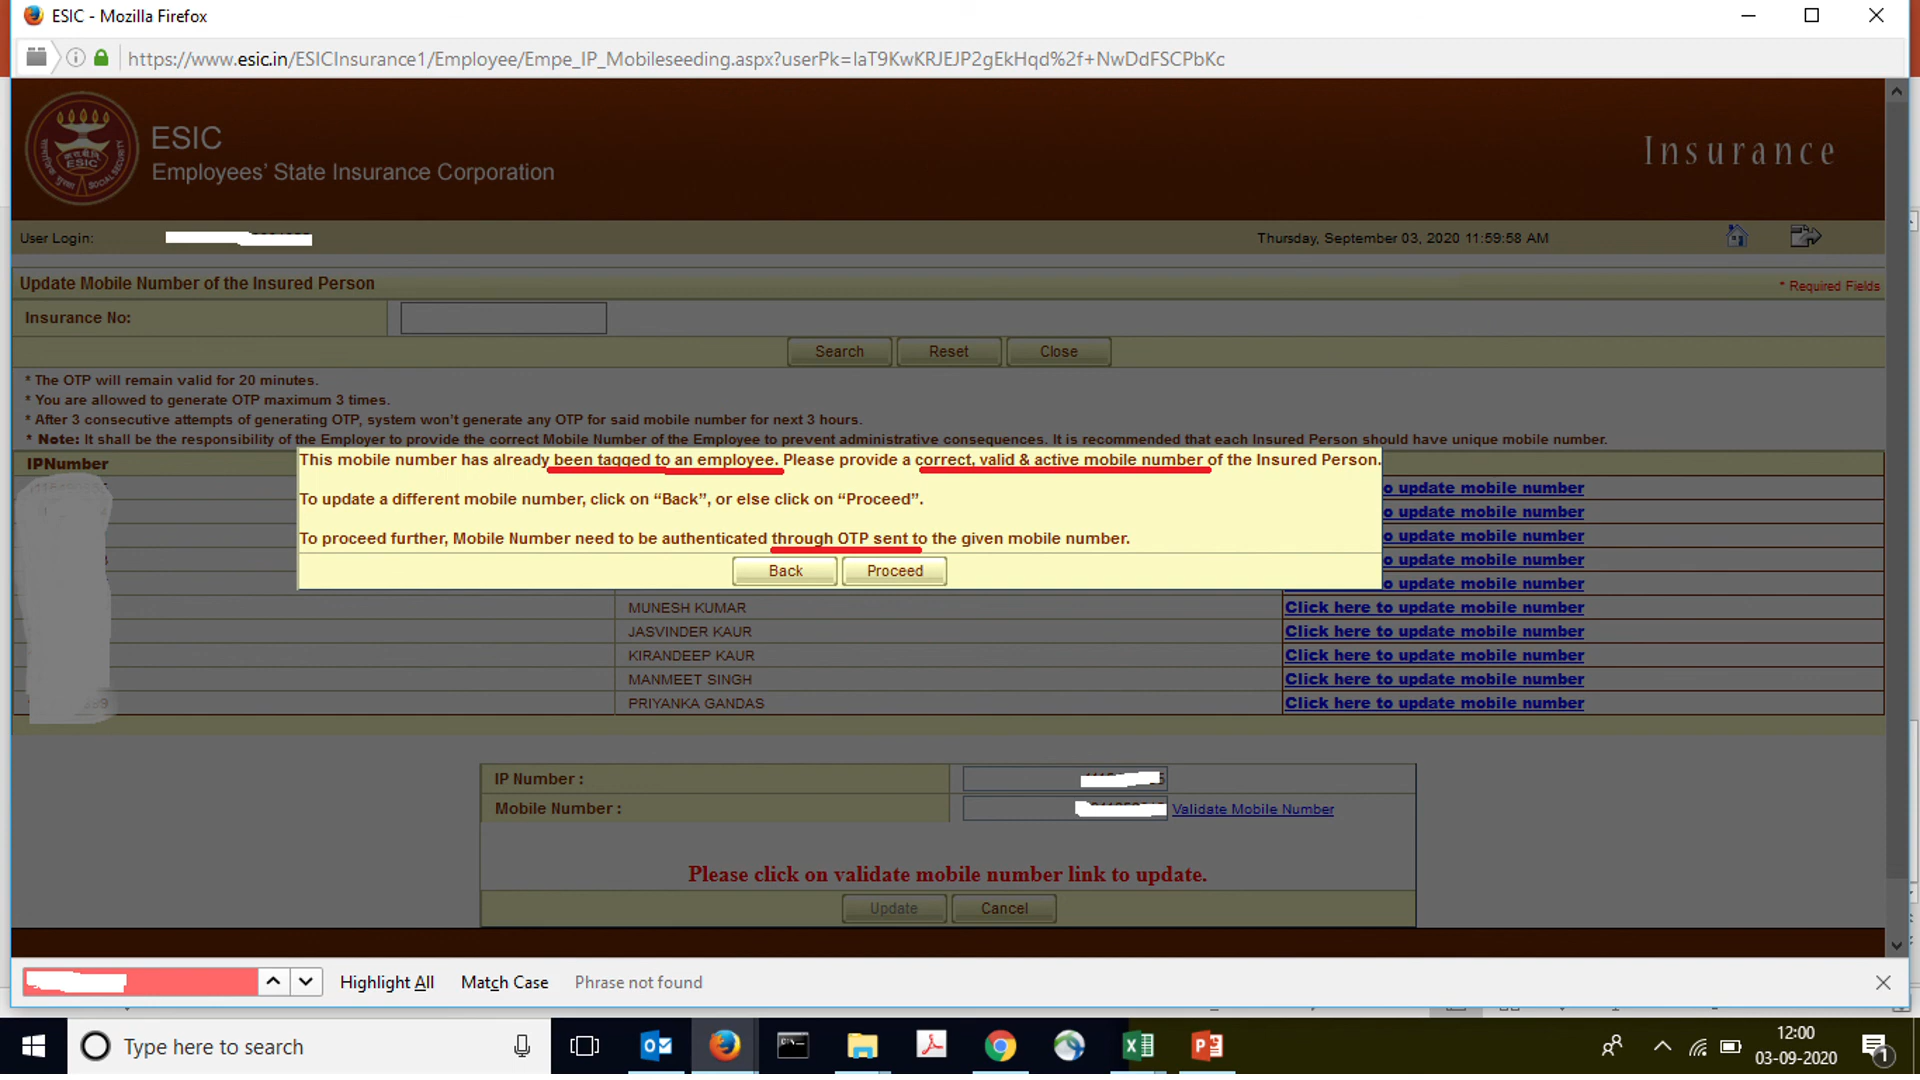 ESIC - Mozilla Firefox
https://www.esic.in/ESICInsurance1/Employee/Empe_IP_Mobileseeding.aspx?userPk=laT9KwKRJEJP2gEkHqd%2f+NwDdFSCPbKc
ESIC
Employees' State Insurance Corporation
Insurance
User Login:
Thursday, September 03, 2020 11:59:58 AM
Update Mobile Number of the Insured Person
* Required Fields
Insurance No:
Search Reset Close
* The OTP will remain valid for 20 minutes.
* You are allowed to generate OTP maximum 3 times.
* After 3 consecutive attempts of generating OTP, system won't generate any OTP for said mobile number for next 3 hours.
* Note: It shall be the responsibility of the Employer to provide the correct Mobile Number of the Employee to prevent administrative consequences. It is recommended that each Insured Person should have unique mobile number.
IPNumber
This mobile number has already been tagged to an employee. Please provide a correct, valid & active mobile number of the Insured Person.
To update a different mobile number, click on “Back”, or else click on “Proceed”.
To proceed further, Mobile Number need to be authenticated through OTP sent to the given mobile number.
Back Proceed
to update mobile number
to update mobile number
to update mobile number
to update mobile number
to update mobile number
MUNESH KUMAR Click here to update mobile number
JASVINDER KAUR Click here to update mobile number
KIRANDEEP KAUR Click here to update mobile number
MANMEET SINGH Click here to update mobile number
PRIYANKA GANDAS Click here to update mobile number
IP Number :
Mobile Number : Validate Mobile Number
Please click on validate mobile number link to update.
Update Cancel
Highlight All Match Case Phrase not found
Type here to search
12:00
03-09-2020
1